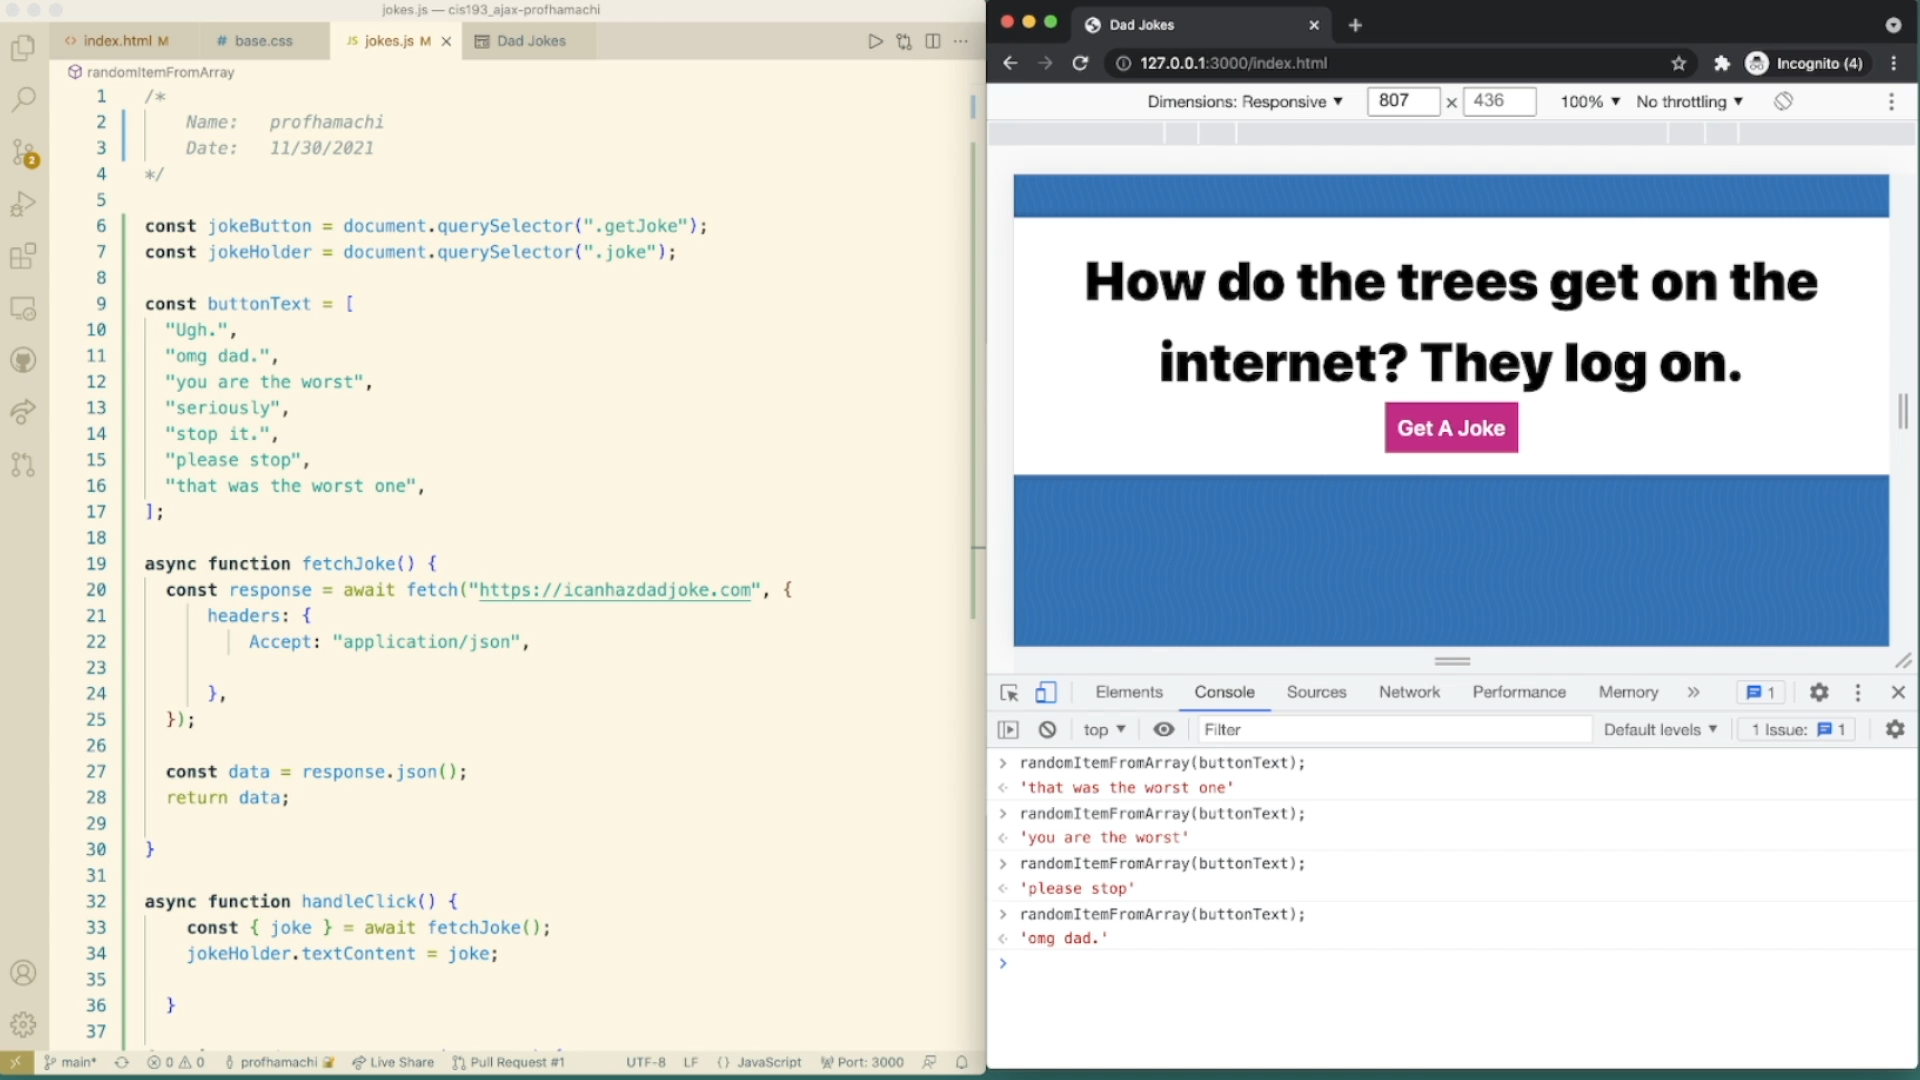 jokes.js — cis193_ajax-profhamachi
index.html M
# base.css
JS jokes.js M
Dad Jokes
randomItemFromArray
1 /*
2 Name: profhamachi
3 Date: 11/30/2021
4 */
5
6 const jokeButton = document.querySelector(".getJoke");
7 const jokeHolder = document.querySelector(".joke");
8
9 const buttonText = [
10 "Ugh.",
11 "omg dad.",
12 "you are the worst",
13 "seriously",
14 "stop it.",
15 "please stop",
16 "that was the worst one",
17 ];
18
19 async function fetchJoke() {
20 const response = await fetch("https://icanhazdadjoke.com", {
21 headers: {
22 Accept: "application/json",
23
24 },
25 });
26
27 const data = response.json();
28 return data;
29
30 }
31
32 async function handleClick() {
33 const { joke } = await fetchJoke();
34 jokeHolder.textContent = joke;
35
36 }
37
2
main*
0
0
profhamachi
Live Share
Pull Request #1
UTF-8
LF
{ } JavaScript
Port: 3000
Dad Jokes
127.0.0.1:3000/index.html
Incognito (4)
Dimensions: Responsive
807 × 436
100%
No throttling
How do the trees get on the
internet? They log on.
Get A Joke
Elements
Console
Sources
Network
Performance
Memory
»
1
top
Filter
Default levels
1 Issue: 1
> randomItemFromArray(buttonText);
'that was the worst one'
> randomItemFromArray(buttonText);
'you are the worst'
> randomItemFromArray(buttonText);
'please stop'
> randomItemFromArray(buttonText);
'omg dad.'
>